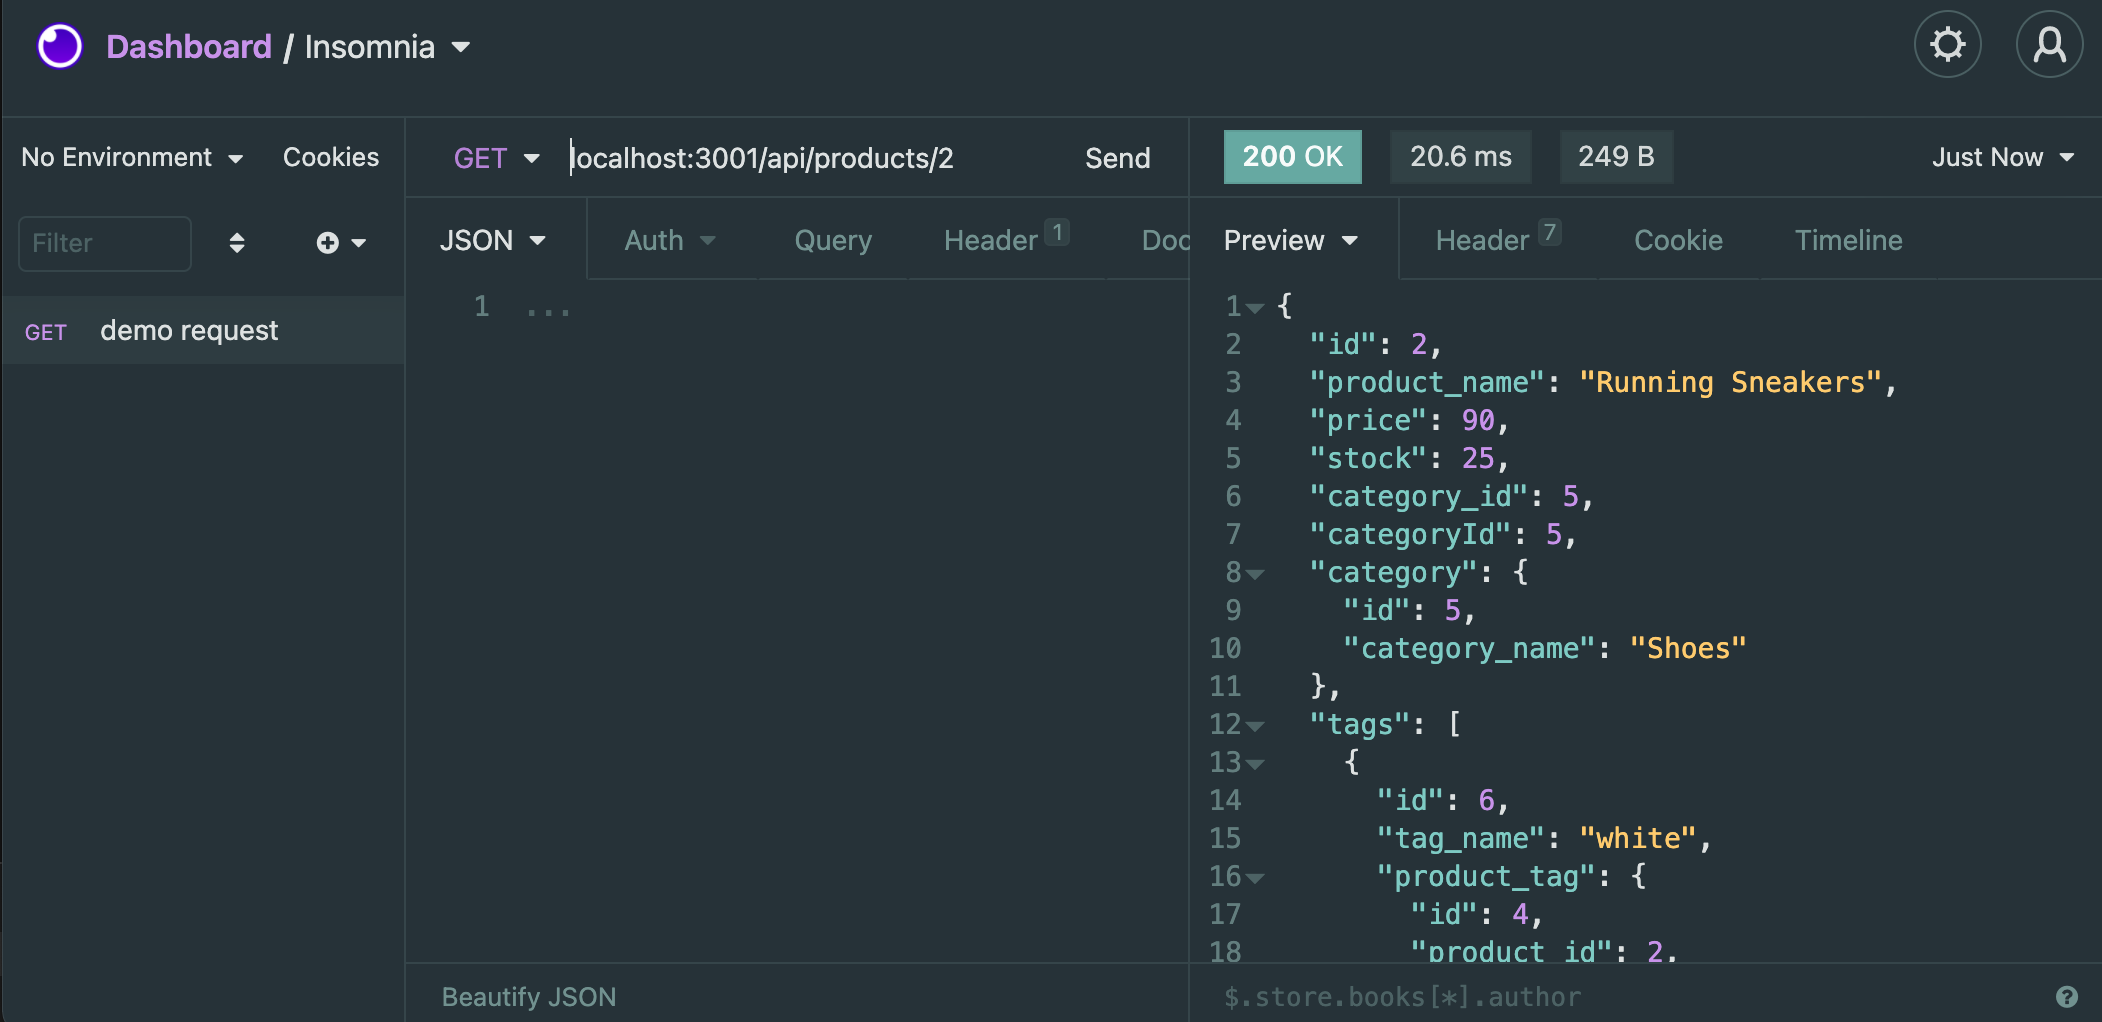 Dashboard / Insomnia
No Environment Cookies
Filter
GET demo request
GET localhost:3001/api/products/2 Send
JSON Auth Query Header 1 Doc
1 ...
Beautify JSON
200 OK 20.6 ms 249 B Just Now
Preview Header 7 Cookie Timeline
1 {
2 "id": 2,
3 "product_name": "Running Sneakers",
4 "price": 90,
5 "stock": 25,
6 "category_id": 5,
7 "categoryId": 5,
8 "category": {
9 "id": 5,
10 "category_name": "Shoes"
11 },
12 "tags": [
13 {
14 "id": 6,
15 "tag_name": "white",
16 "product_tag": {
17 "id": 4,
18 "product_id": 2,
$.store.books[*].author ?